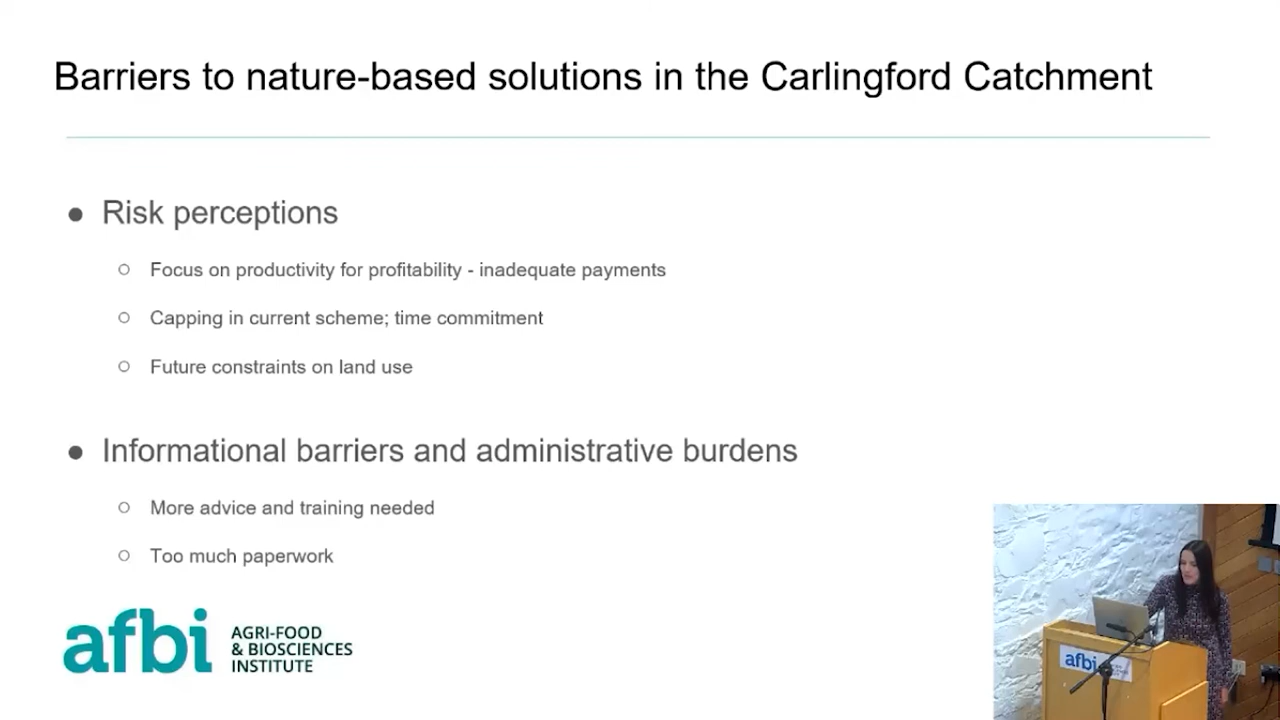 Barriers to nature-based solutions in the Carlingford Catchment
● Risk perceptions
○ Focus on productivity for profitability - inadequate payments
○ Capping in current scheme; time commitment
○ Future constraints on land use
● Informational barriers and administrative burdens
○ More advice and training needed
○ Too much paperwork
afbi
AGRI-FOOD
& BIOSCIENCES
INSTITUTE
afbi